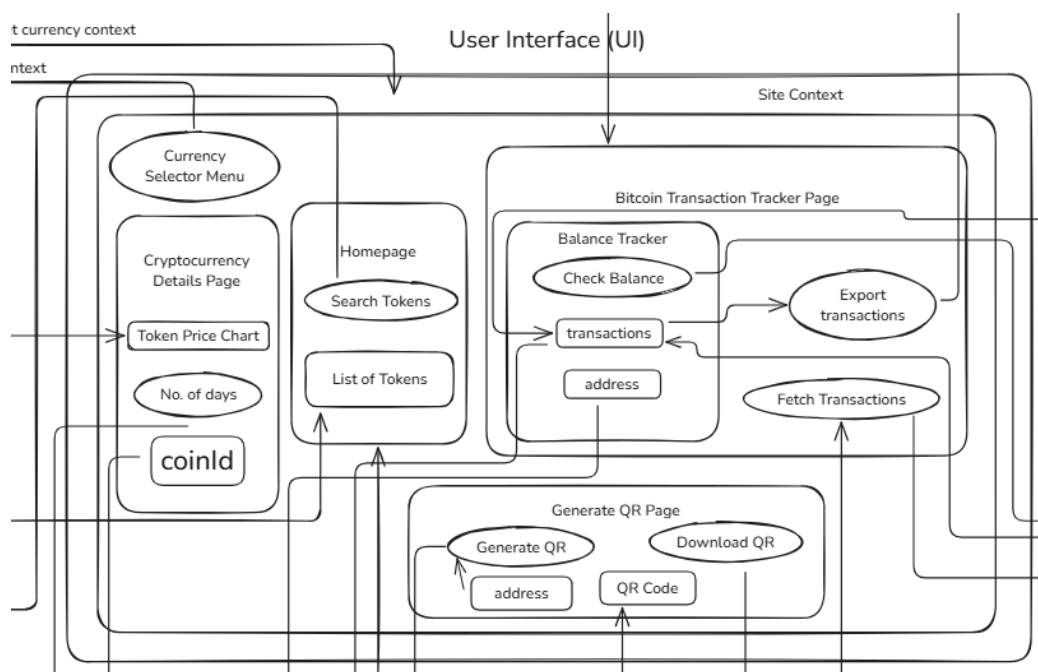 t currency context
User Interface (UI)
ntext
Site Context
Currency
Selector Menu
Bitcoin Transaction Tracker Page
Balance Tracker
Homepage
Cryptocurrency
Details Page
Check Balance
Search Tokens
Export
transactions
Token Price Chart
transactions
List of Tokens
address
No. of days
Fetch Transactions
coinId
Generate QR Page
Generate QR
Download QR
address
QR Code